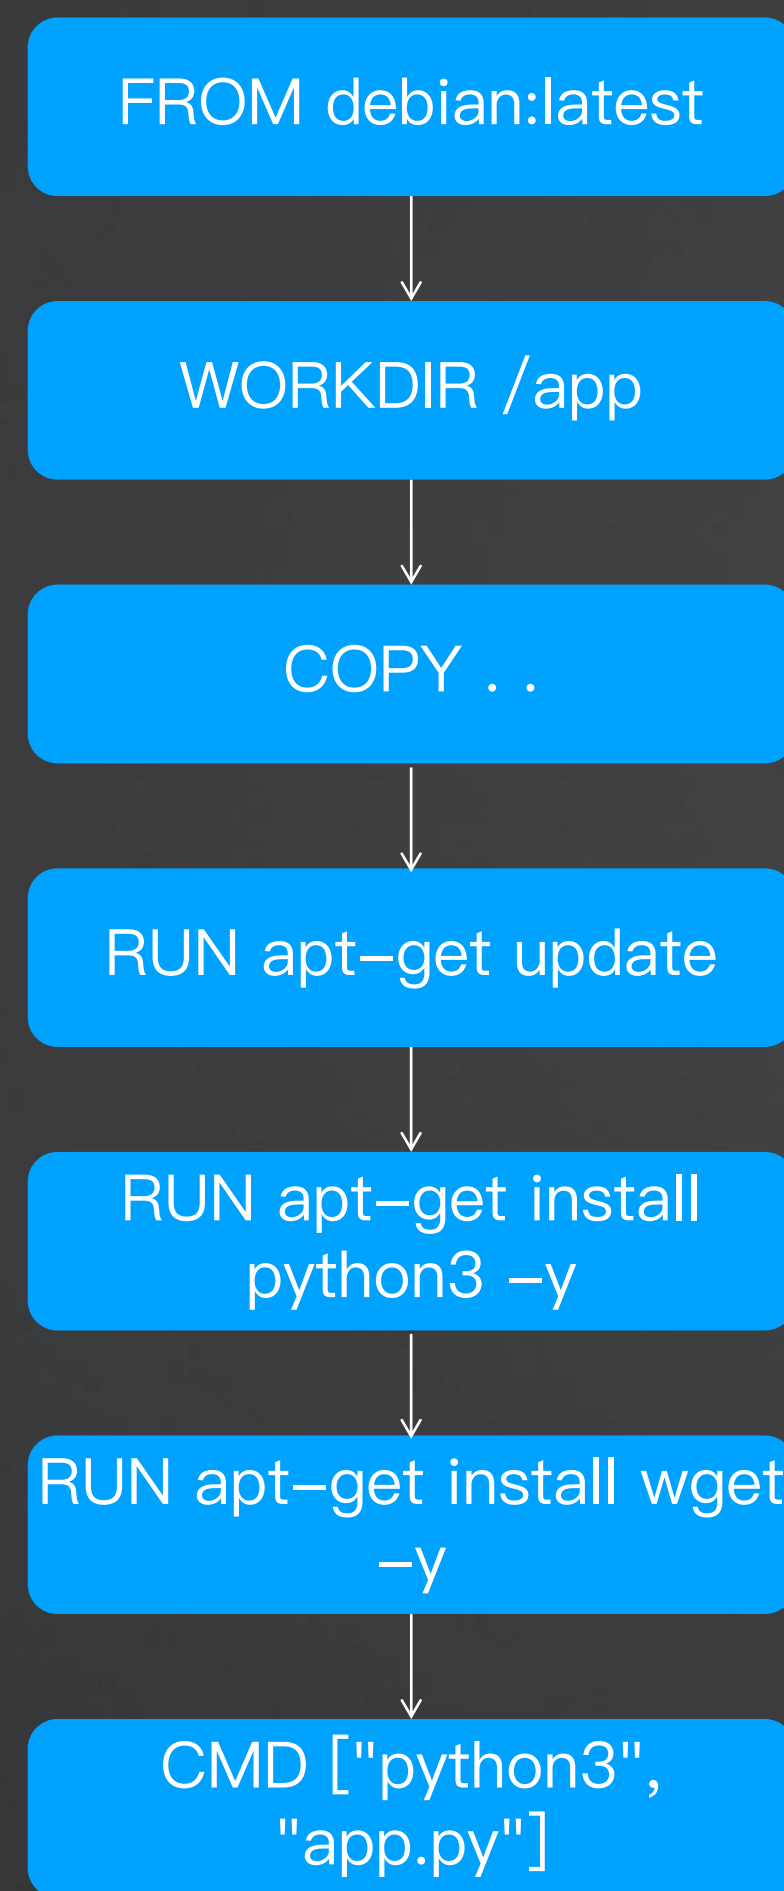 FROM debian:latest
WORKDIR /app
COPY . .
RUN apt-get update
RUN apt-get install
python3 -y
RUN apt-get install wget
-y
CMD ["python3",
"app.py"]